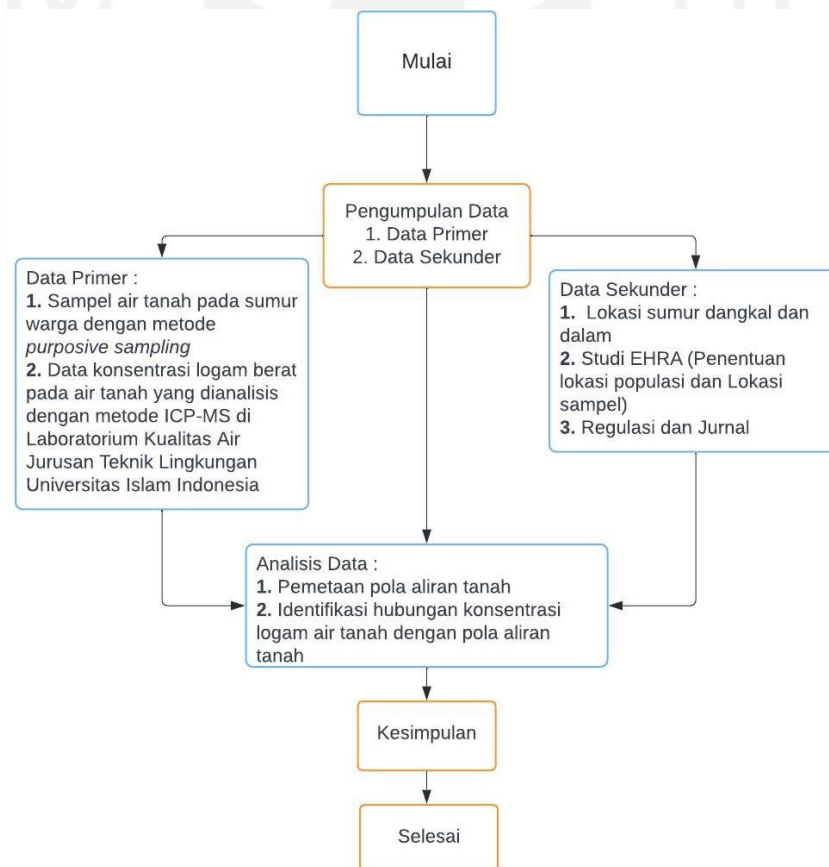 Mulai
Pengumpulan Data
1. Data Primer
2. Data Sekunder
Data Primer :
1. Sampel air tanah pada sumur
warga dengan metode
purposive sampling
2. Data konsentrasi logam berat
pada air tanah yang dianalisis
dengan metode ICP-MS di
Laboratorium Kualitas Air
Jurusan Teknik Lingkungan
Universitas Islam Indonesia
Data Sekunder :
1. Lokasi sumur dangkal dan
dalam
2. Studi EHRA (Penentuan
lokasi populasi dan Lokasi
sampel)
3. Regulasi dan Jurnal
Analisis Data :
1. Pemetaan pola aliran tanah
2. Identifikasi hubungan konsentrasi
logam air tanah dengan pola aliran
tanah
Kesimpulan
Selesai